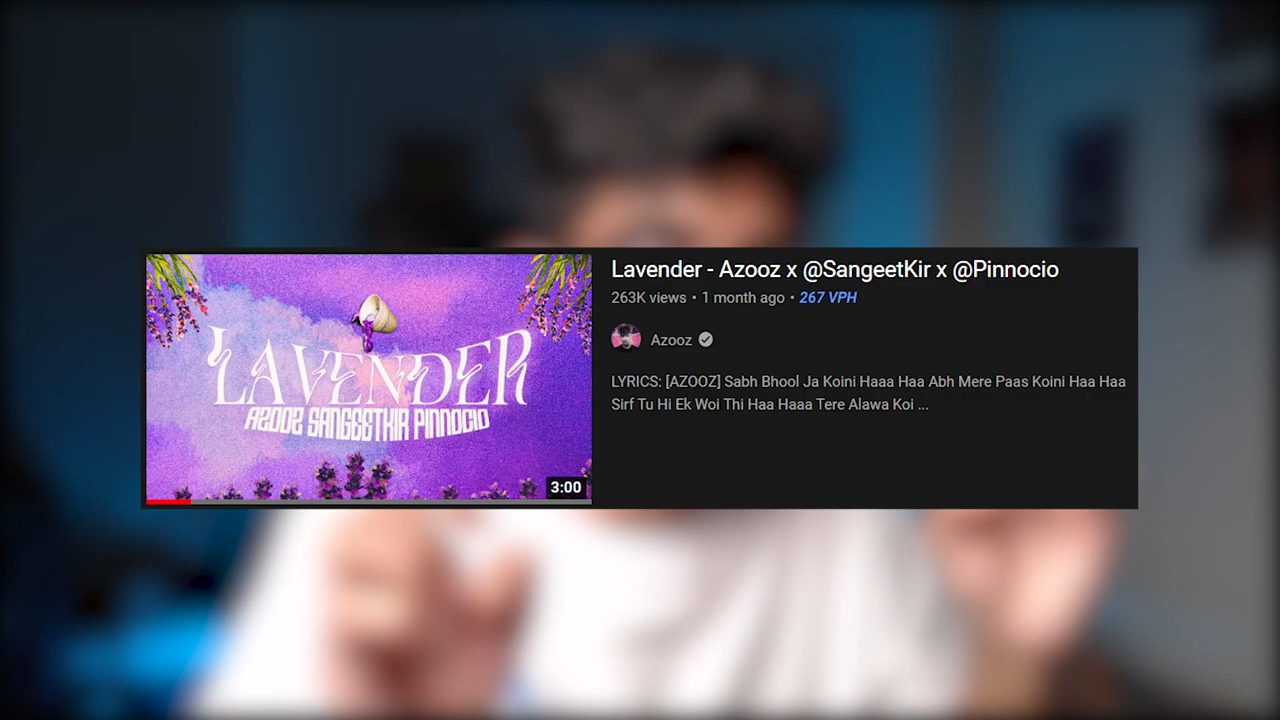 LAVENDER
AZOOZ SANGEETKIR PINNOCIO
3:00
Lavender - Azooz x @SangeetKir x @Pinnocio
263K views • 1 month ago • 267 VPH
Azooz
LYRICS: [AZOOZ] Sabh Bhool Ja Koini Haaa Haa Abh Mere Paas Koini Haa Haa
Sirf Tu Hi Ek Woi Thi Haa Haaa Tere Alawa Koi ...